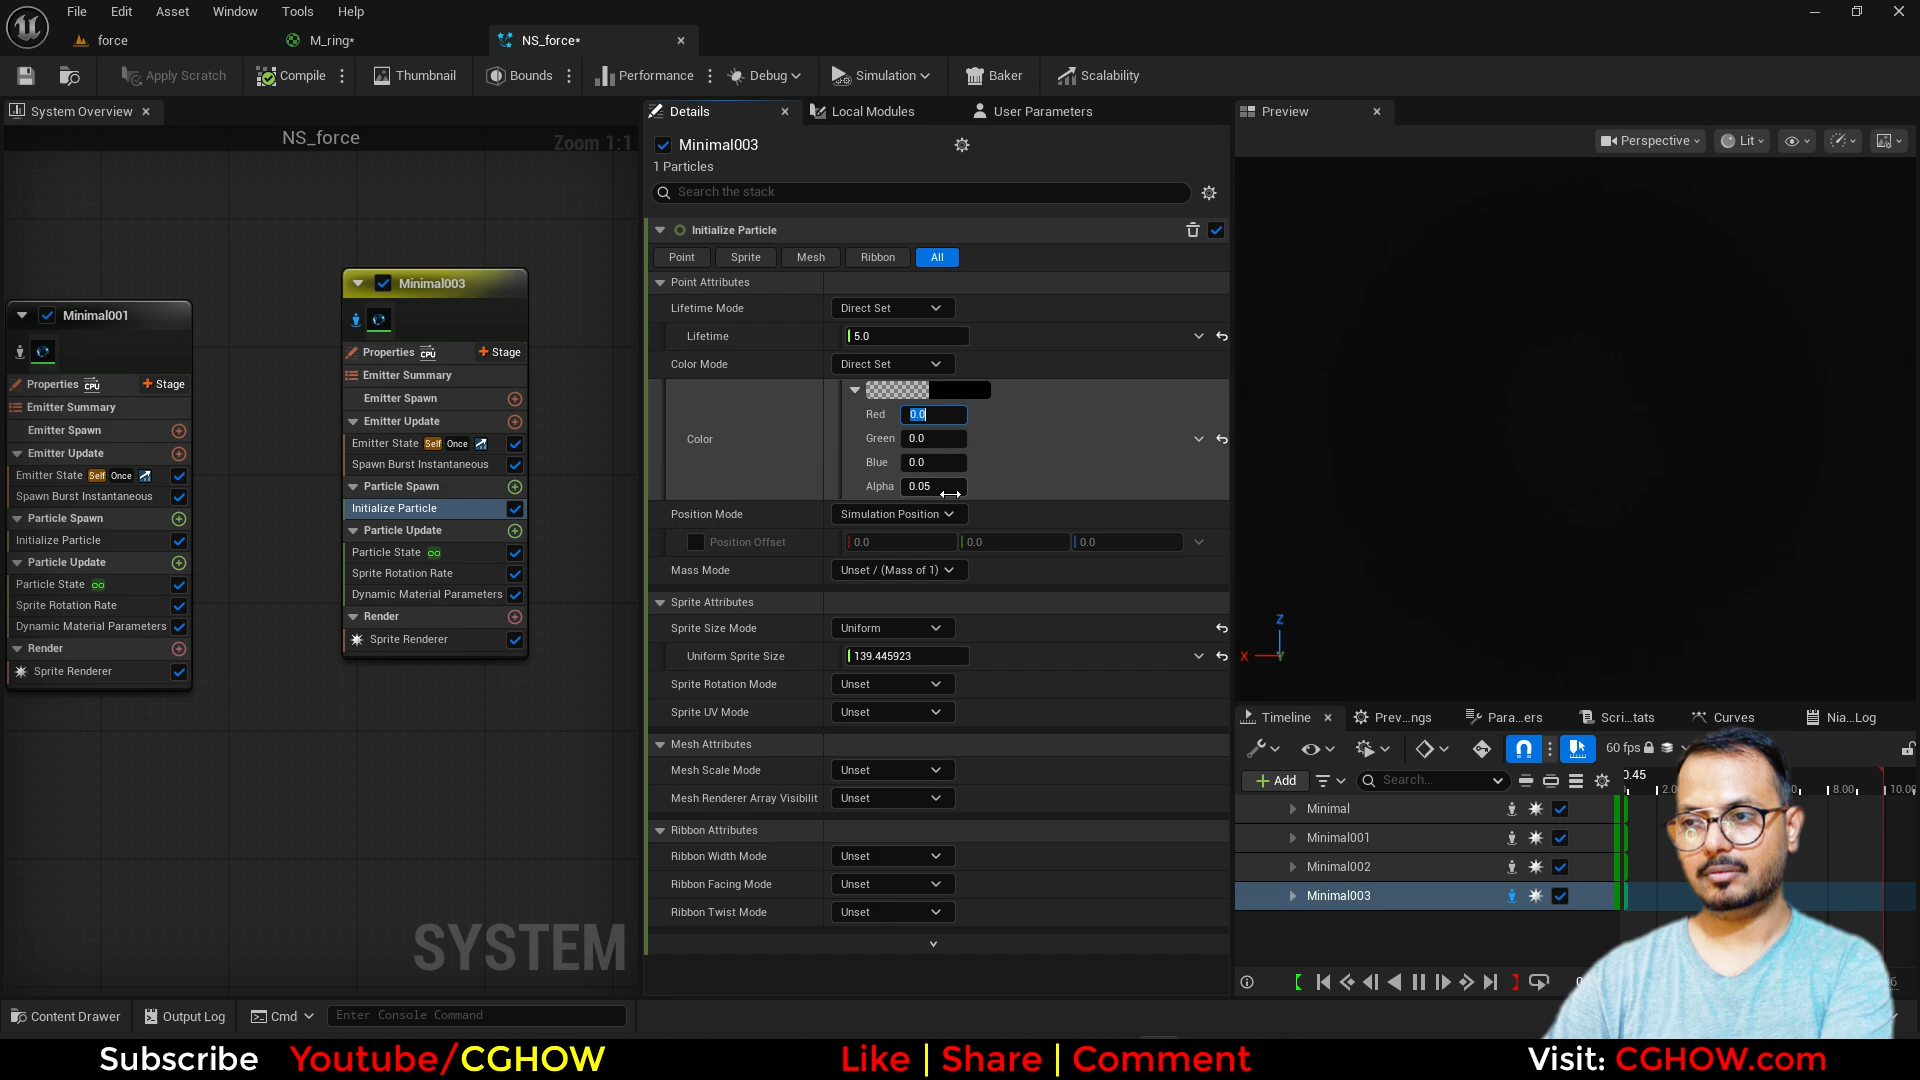 File Edit Asset Window Tools Help
force M_ring* NS_force*
Apply Scratch Compile Thumbnail Bounds Performance Debug Simulation Baker Scalability
System Overview Details Local Modules User Parameters Preview
NS_force
Zoom 1:1
Minimal003
1 Particles
Search the stack
Perspective Lit
Initialize Particle
Point Sprite Mesh Ribbon All
Point Attributes
Lifetime Mode Direct Set
Lifetime 5.0
Color Mode Direct Set
Color
Red 0.0
Green 0.0
Blue 0.0
Alpha 0.05
Position Mode Simulation Position
Position Offset 0.0 0.0 0.0
Mass Mode Unset / (Mass of 1)
Sprite Attributes
Sprite Size Mode Uniform
Uniform Sprite Size 139.445923
Sprite Rotation Mode Unset
Sprite UV Mode Unset
Mesh Attributes
Mesh Scale Mode Unset
Mesh Renderer Array Visibilit Unset
Ribbon Attributes
Ribbon Width Mode Unset
Ribbon Facing Mode Unset
Ribbon Twist Mode Unset
Minimal001
Properties CPU Stage
Emitter Summary
Emitter Spawn
Emitter Update
Emitter State Self Once
Spawn Burst Instantaneous
Particle Spawn
Initialize Particle
Particle Update
Particle State
Sprite Rotation Rate
Dynamic Material Parameters
Render
Sprite Renderer
Minimal003
Properties CPU Stage
Emitter Summary
Emitter Spawn
Emitter Update
Emitter State Self Once
Spawn Burst Instantaneous
Particle Spawn
Initialize Particle
Particle Update
Particle State
Sprite Rotation Rate
Dynamic Material Parameters
Render
Sprite Renderer
SYSTEM
Z
X
Timeline Prev...ngs Para...ers Scri...tats Curves Nia...Log
60 fps
Add Search... 0.45
8.00 10.00
Minimal
Minimal001
Minimal002
Minimal003
Content Drawer Output Log Cmd Enter Console Command
Subscribe Youtube/CGHOW Like | Share | Comment Visit: CGHOW.com